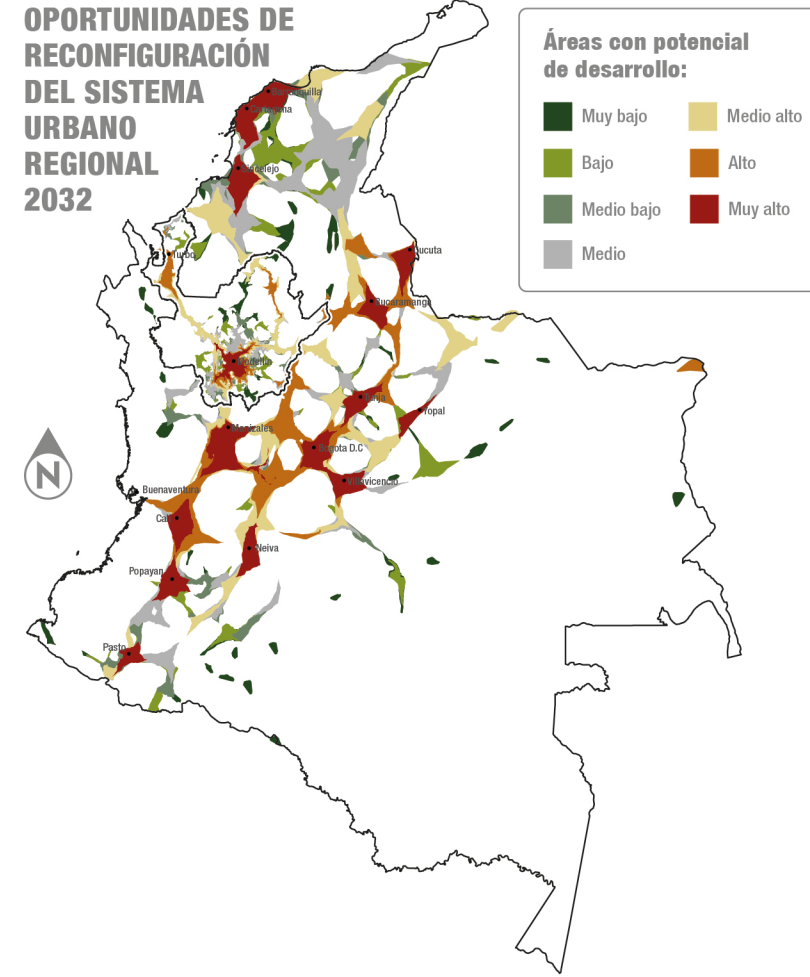 OPORTUNIDADES DE
RECONFIGURACIÓN
DEL SISTEMA
URBANO
REGIONAL
2032
Áreas con potencial
de desarrollo:
Muy bajo
Medio alto
Bajo
Alto
Medio bajo
Muy alto
Medio
Barranquilla
Cartagena
Sincelejo
Turbo
Cucuta
Bucaramanga
Medellin
Tunja
Yopal
Manizales
Bogota D.C
Villavicencio
Buenaventura
Cali
Neiva
Popayan
Pasto
N